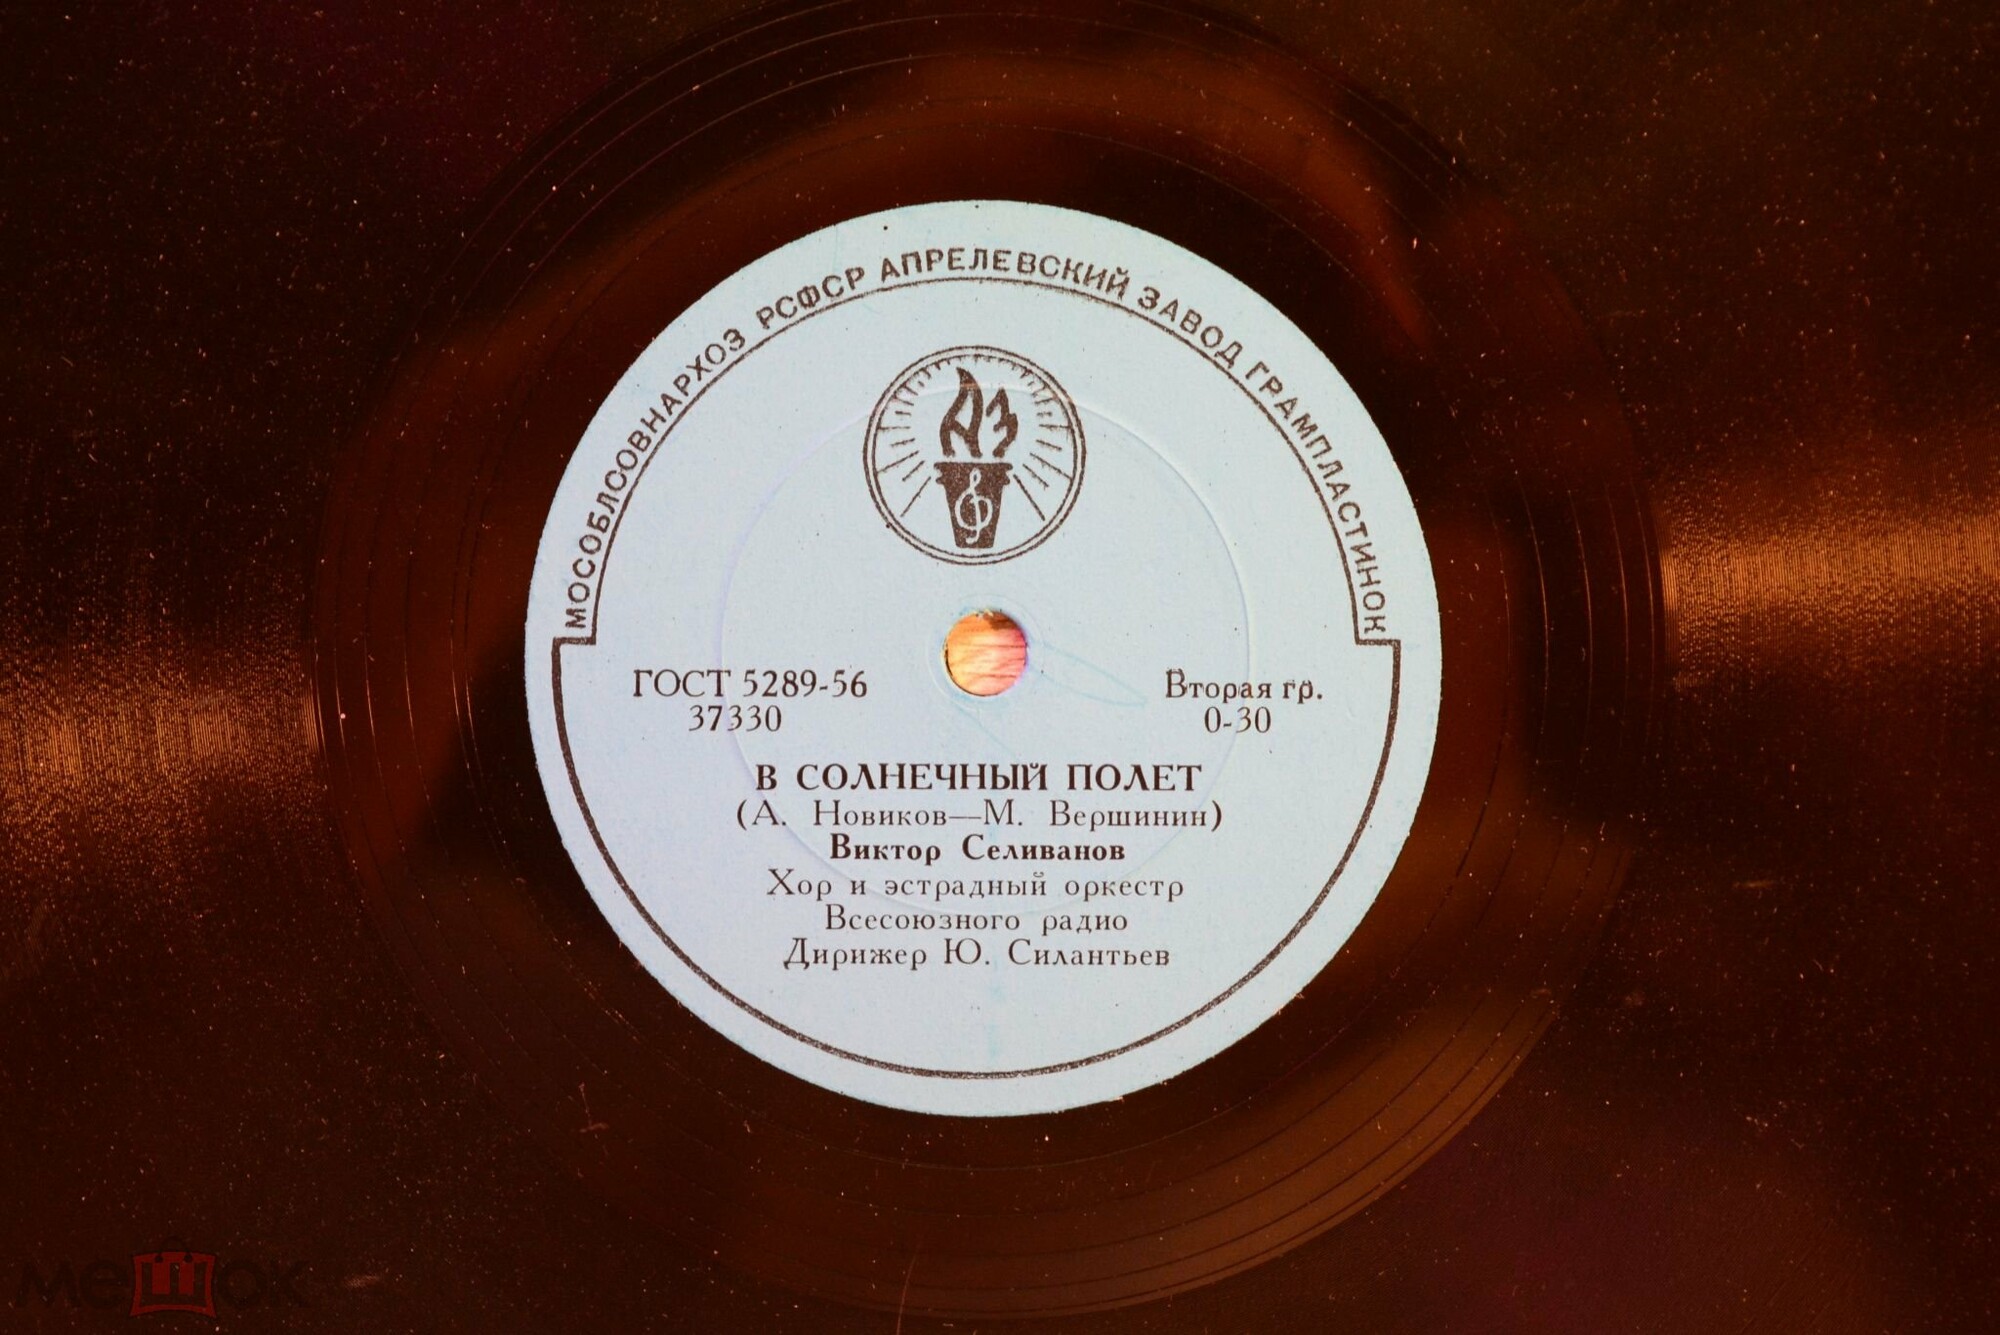 МОСОБЛСОВНАРХОЗ РСФСР АПРЕЛЕВСКИЙ ЗАВОД ГРАМПЛАСТИНОК
АЗ
ГОСТ 5289-56
37330
Вторая гр.
0-30
В СОЛНЕЧНЫЙ ПОЛЕТ
(А. Новиков—М. Вершинин)
Виктор Селиванов
Хор и эстрадный оркестр
Всесоюзного радио
Дирижер Ю. Силантьев
мешок